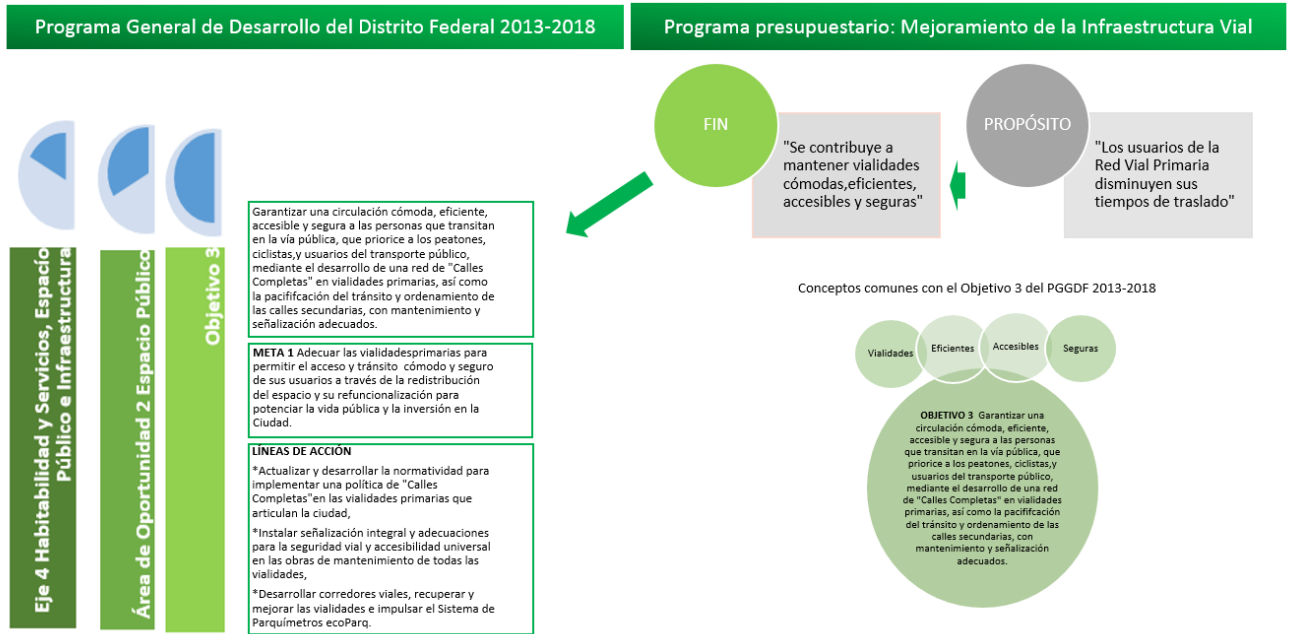 Programa General de Desarrollo del Distrito Federal 2013-2018
Eje 4 Habitabilidad y Servicios, Espacio
Público e Infraestructura
Área de Oportunidad 2 Espacio Público
Objetivo 3
Garantizar una circulación cómoda, eficiente,
accesible y segura a las personas que transitan
en la vía pública, que priorice a los peatones,
ciclistas,y usuarios del transporte público,
mediante el desarrollo de una red de "Calles
Completas" en vialidades primarias, así como
la pacififcación del tránsito y ordenamiento de
las calles secundarias, con mantenimiento y
señalización adecuados.
META 1 Adecuar las vialidadesprimarias para
permitir el acceso y tránsito cómodo y seguro
de sus usuarios a través de la redistribución
del espacio y su refuncionalización para
potenciar la vida pública y la inversión en la
Ciudad.
LÍNEAS DE ACCIÓN
*Actualizar y desarrollar la normatividad para
implementar una política de "Calles
Completas"en las vialidades primarias que
articulan la ciudad,
*Instalar señalización integral y adecuaciones
para la seguridad vial y accesibilidad universal
en las obras de mantenimiento de todas las
vialidades,
*Desarrollar corredores viales, recuperar y
mejorar las vialidades e impulsar el Sistema de
Parquímetros ecoParq.
Programa presupuestario: Mejoramiento de la Infraestructura Vial
FIN
"Se contribuye a
mantener vialidades
cómodas,eficientes,
accesibles y seguras"
PROPÓSITO
"Los usuarios de la
Red Vial Primaria
disminuyen sus
tiempos de traslado"
Conceptos comunes con el Objetivo 3 del PGGDF 2013-2018
Vialidades
Eficientes
Accesibles
Seguras
OBJETIVO 3 Garantizar una
circulación cómoda, eficiente,
accesible y segura a las personas
que transitan en la vía pública, que
priorice a los peatones, ciclistas,y
usuarios del transporte público,
mediante el desarrollo de una red
de "Calles Completas" en vialidades
primarias, así como la pacififcación
del tránsito y ordenamiento de las
calles secundarias, con
mantenimiento y señalización
adecuados.